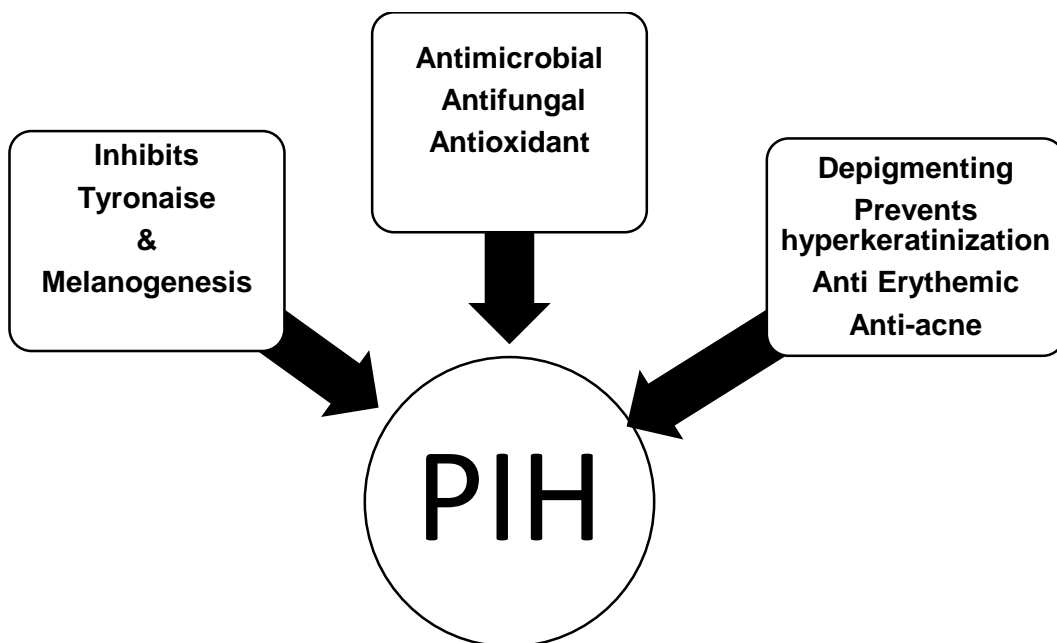 Inhibits
Tyronaise
&
Melanogenesis
Antimicrobial
Antifungal
Antioxidant
Depigmenting
Prevents
hyperkeratinization
Anti Erythemic
Anti-acne
PIH